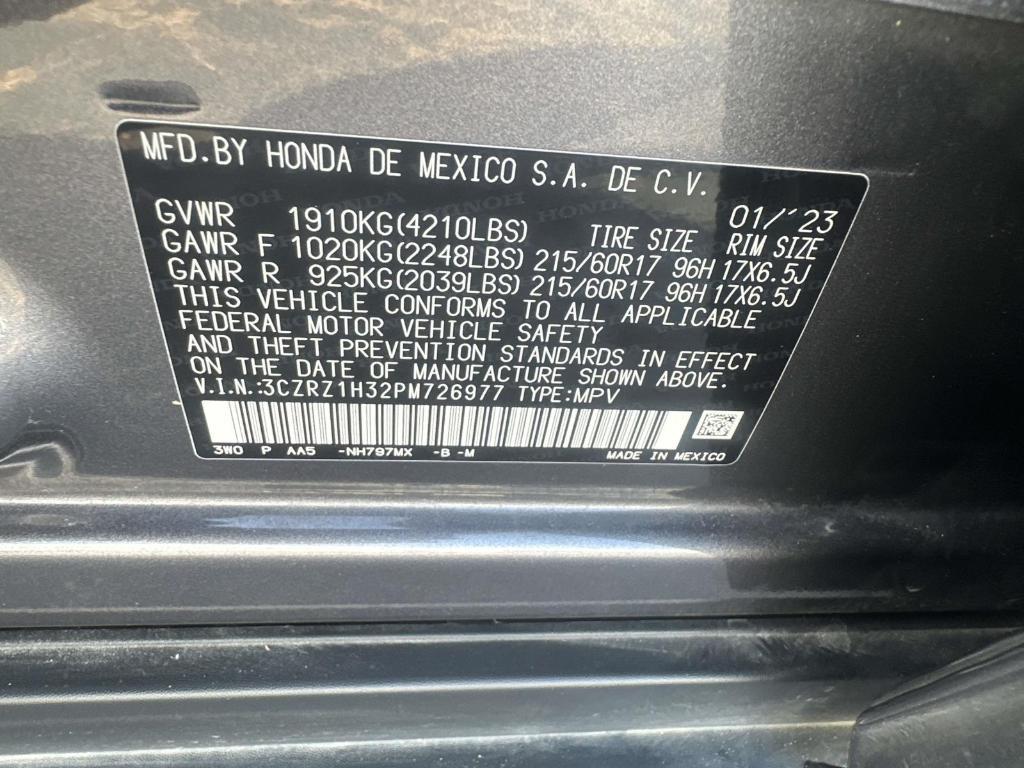 MFD.BY HONDA DE MEXICO S.A. DE C.V.
01/'23
GVWR 1910KG(4210LBS) TIRE SIZE RIM SIZE
GAWR F 1020KG(2248LBS) 215/60R17 96H 17X6.5J
GAWR R 925KG(2039LBS) 215/60R17 96H 17X6.5J
THIS VEHICLE CONFORMS TO ALL APPLICABLE
FEDERAL MOTOR VEHICLE SAFETY
AND THEFT PREVENTION STANDARDS IN EFFECT
ON THE DATE OF MANUFACTURE SHOWN ABOVE.
V.I.N.:3CZRZ1H32PM726977 TYPE:MPV
3W0 P AA5 -NH797MX -B -M MADE IN MEXICO